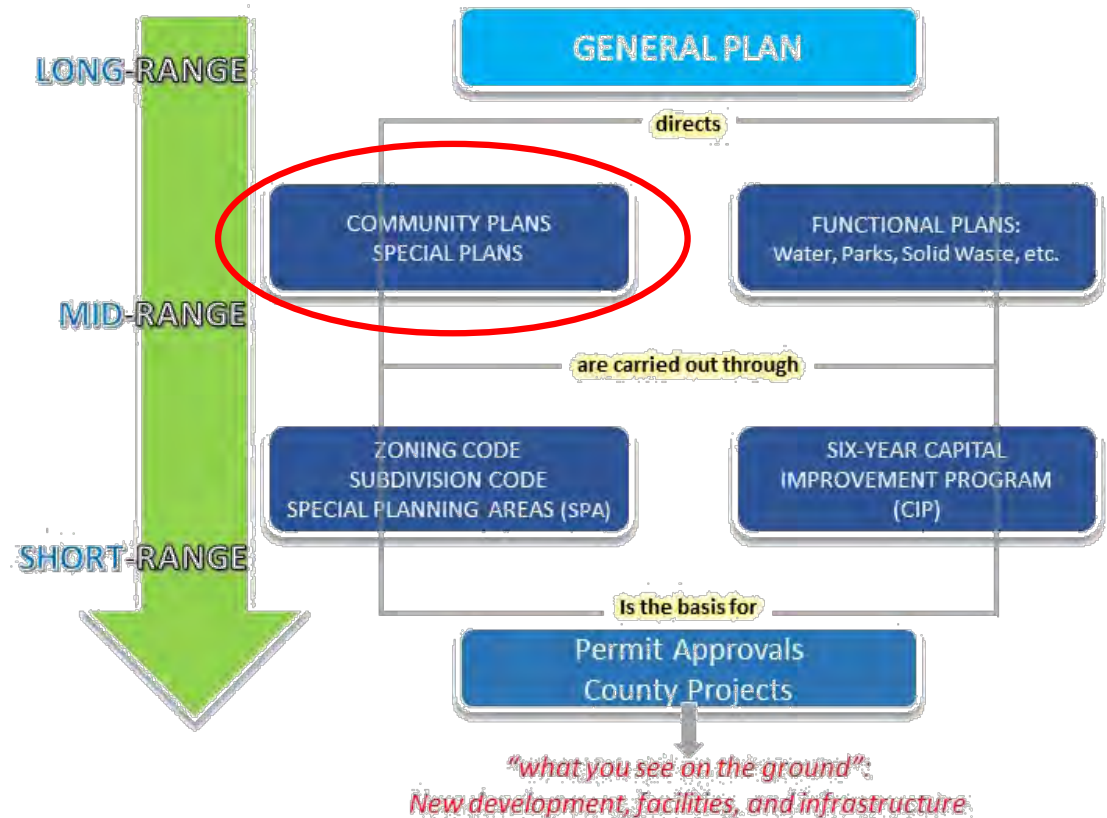 LONG-RANGE
GENERAL PLAN
directs
COMMUNITY PLANS
SPECIAL PLANS
FUNCTIONAL PLANS:
Water, Parks, Solid Waste, etc.
MID-RANGE
are carried out through
ZONING CODE
SUBDIVISION CODE
SPECIAL PLANNING AREAS (SPA)
SIX-YEAR CAPITAL
IMPROVEMENT PROGRAM
(CIP)
SHORT-RANGE
Is the basis for
Permit Approvals
County Projects
"what you see on the ground":
New development, facilities, and infrastructure